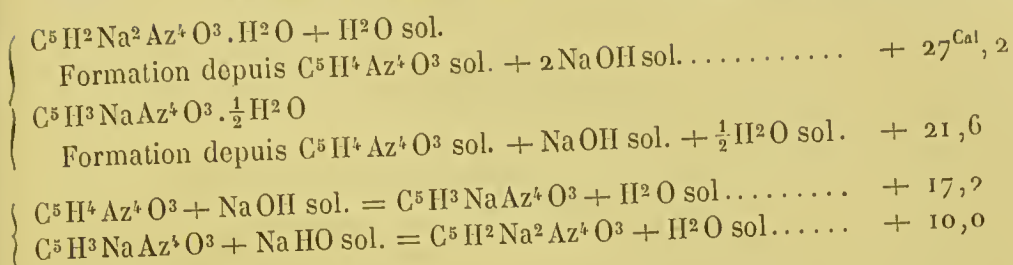 C⁵H²Na²Az⁴O³.H²O + H²O sol.
Formation depuis C⁵H⁴Az⁴O³ sol. + 2NaOH sol............. + 27ᶜᵃˡ,2
C⁵H³NaAz⁴O³.½H²O
Formation depuis C⁵H⁴Az⁴O³ sol. + NaOH sol. + ½H²O sol. + 21,6
C⁵H⁴Az⁴O³ + NaOH sol. = C⁵H³NaAz⁴O³ + H²O sol......... + 17,?
C⁵H³NaAz⁴O³ + NaHO sol. = C⁵H²Na²Az⁴O³ + H²O sol...... + 10,0